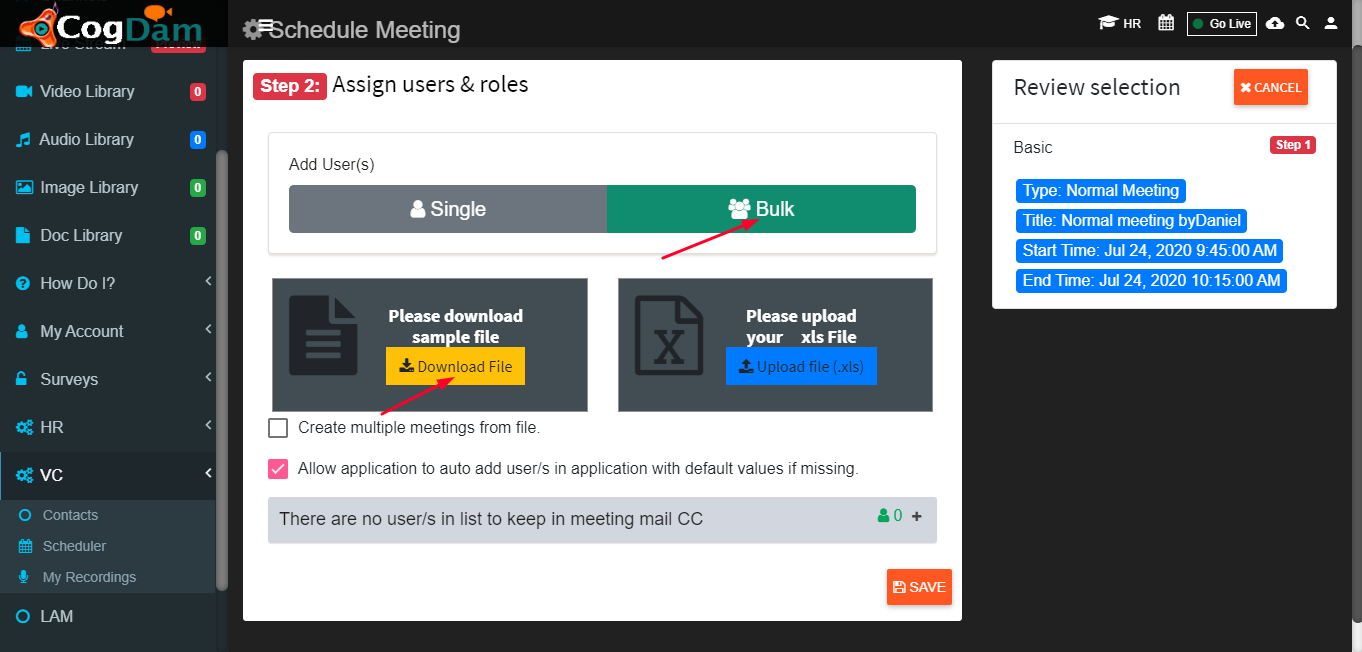 CogDam
Schedule Meeting
HR
Go Live
Live Stream
Video Library 0
Audio Library 0
Image Library 0
Doc Library 0
How Do I?
My Account
Surveys
HR
VC
Contacts
Scheduler
My Recordings
LAM
Step 2: Assign users & roles
Add User(s)
Single
Bulk
Please download
sample file
Download File
Please upload
your xls File
Upload file (.xls)
Create multiple meetings from file.
Allow application to auto add user/s in application with default values if missing.
There are no user/s in list to keep in meeting mail CC
0 +
SAVE
Review selection
CANCEL
Basic
Step 1
Type: Normal Meeting
Title: Normal meeting byDaniel
Start Time: Jul 24, 2020 9:45:00 AM
End Time: Jul 24, 2020 10:15:00 AM